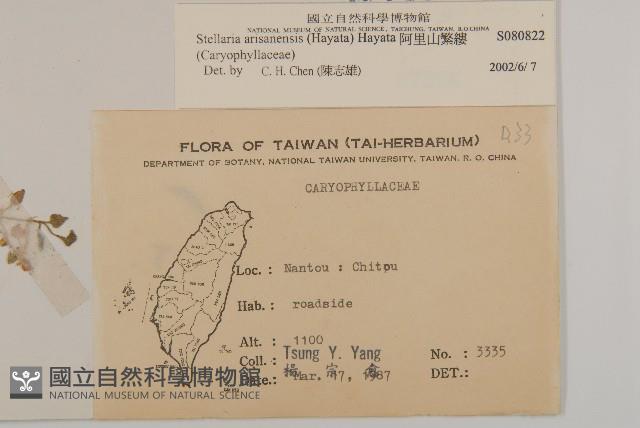 國立自然科學博物館
NATIONAL MUSEUM OF NATURAL SCIENCE, TAICHUNG, TAIWAN, R.O.CHINA
Stellaria arisanensis (Hayata) Hayata 阿里山繁縷 S080822
(Caryophyllaceae)
Det. by C. H. Chen (陳志雄) 2002/6/ 7
FLORA OF TAIWAN (TAI-HERBARIUM)
DEPARTMENT OF BOTANY, NATIONAL TAIWAN UNIVERSITY, TAIWAN, R. O. CHINA
CARYOPHYLLACEAE
Loc. : Nantou : Chitou
Hab. : roadside
Alt. : 1100
Coll. : Tsung Y. Yang No. : 3335
楊宗
Date.: Mar. 17, 1987 DET.:
國立自然科學博物館
NATIONAL MUSEUM OF NATURAL SCIENCE